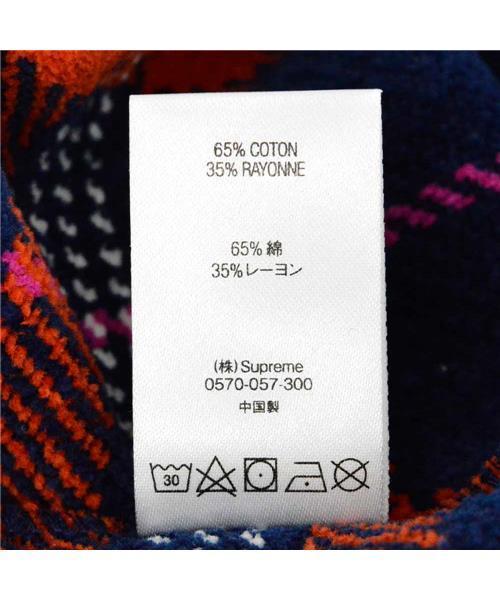 65% COTON
35% RAYONNE
65% 綿
35%レーヨン
(株) Supreme
0570-057-300
中国製
30